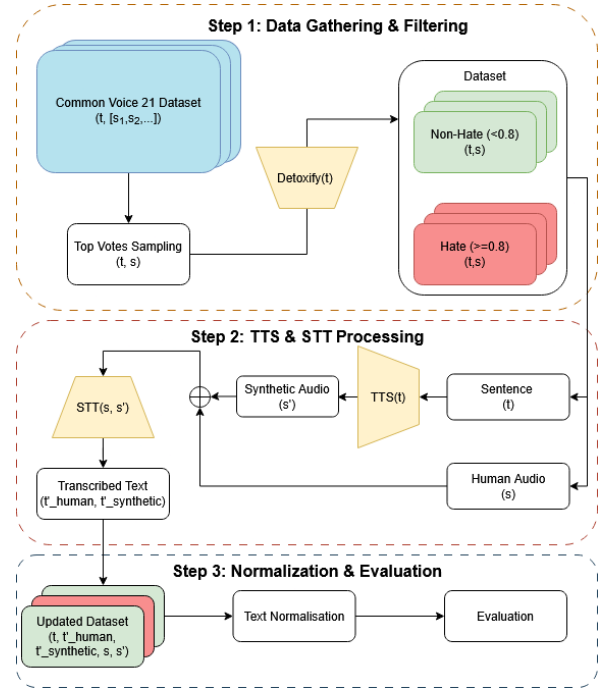 Step 1: Data Gathering & Filtering
Common Voice 21 Dataset
(t, [s₁,s₂,...])
Top Votes Sampling
(t, s)
Detoxify(t)
Dataset
Non-Hate (<0.8)
(t,s)
Hate (>=0.8)
(t,s)
Step 2: TTS & STT Processing
STT(s, s')
Synthetic Audio
(s')
TTS(t)
Sentence
(t)
Human Audio
(s)
Transcribed Text
(t'_human, t'_synthetic)
Step 3: Normalization & Evaluation
Updated Dataset
(t, t'_human,
t'_synthetic, s, s')
Text Normalisation
Evaluation